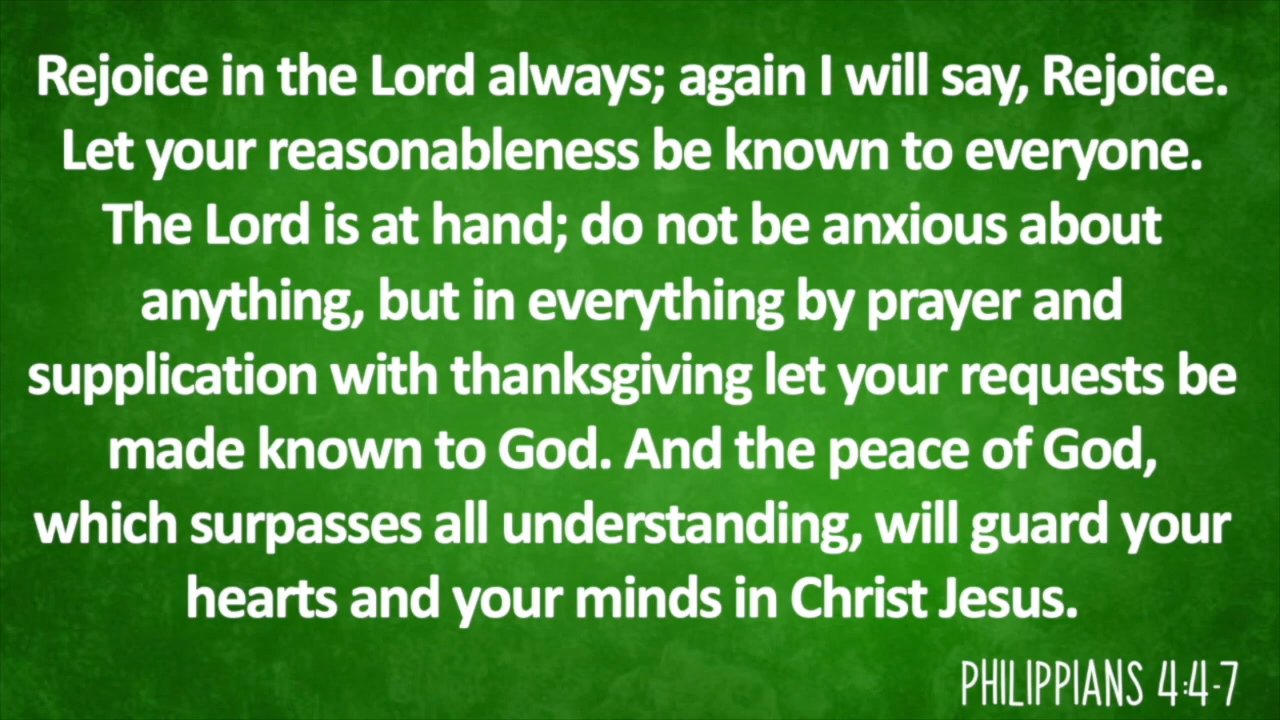 Rejoice in the Lord always; again I will say, Rejoice.
Let your reasonableness be known to everyone.
The Lord is at hand; do not be anxious about
anything, but in everything by prayer and
supplication with thanksgiving let your requests be
made known to God. And the peace of God,
which surpasses all understanding, will guard your
hearts and your minds in Christ Jesus.
PHILIPPIANS 4:4-7